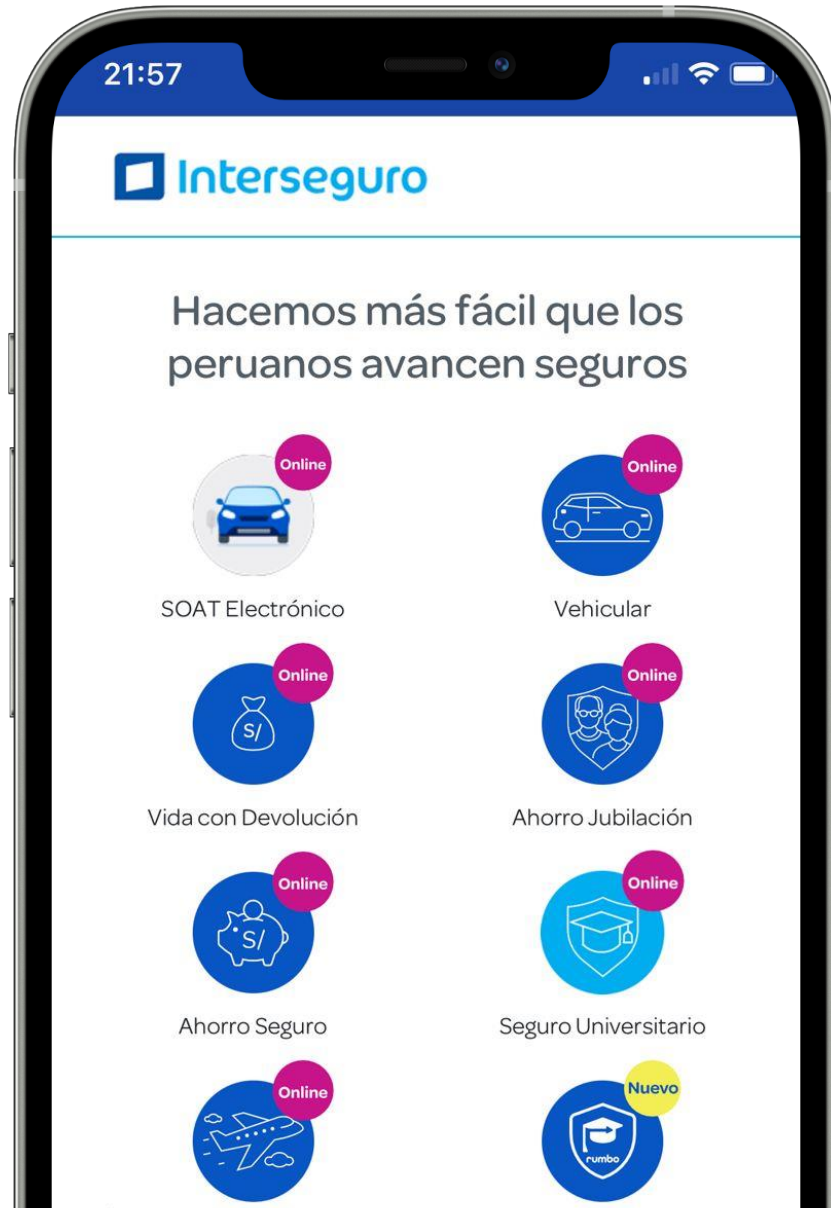 21:57
Interseguro
Hacemos más fácil que los
peruanos avancen seguros
Online
Online
SOAT Electrónico
Vehicular
Online
Online
S/
Vida con Devolución
Ahorro Jubilación
Online
Online
S/
Ahorro Seguro
Seguro Universitario
Online
Nuevo
rumbo